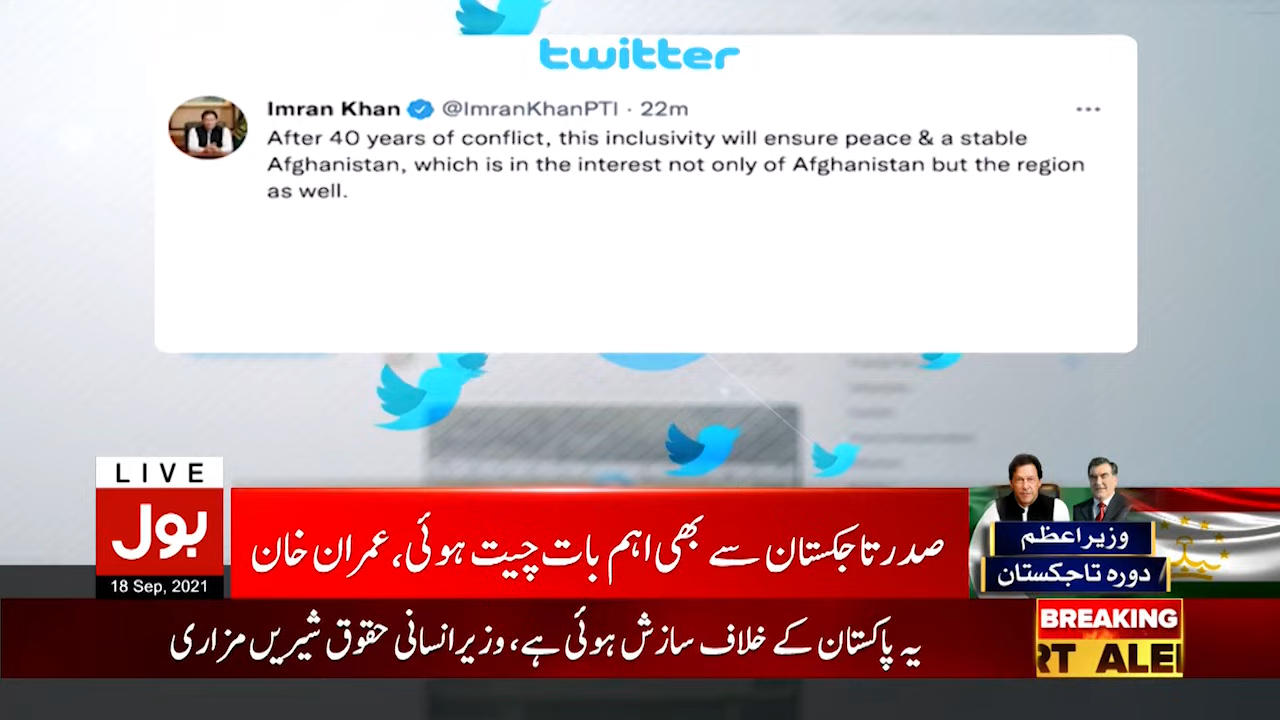 twitter
Imran Khan @ImranKhanPTI · 22m
After 40 years of conflict, this inclusivity will ensure peace & a stable
Afghanistan, which is in the interest not only of Afghanistan but the region
as well.
LIVE
بول
18 Sep, 2021
صدر تاجکستان سے بھی اہم بات چیت ہوئی، عمران خان
وزیراعظم
دورہ تاجکستان
یہ پاکستان کے خلاف سازش ہوئی ہے، وزیر انسانی حقوق شیریں مزاری
BREAKING
RT ALE